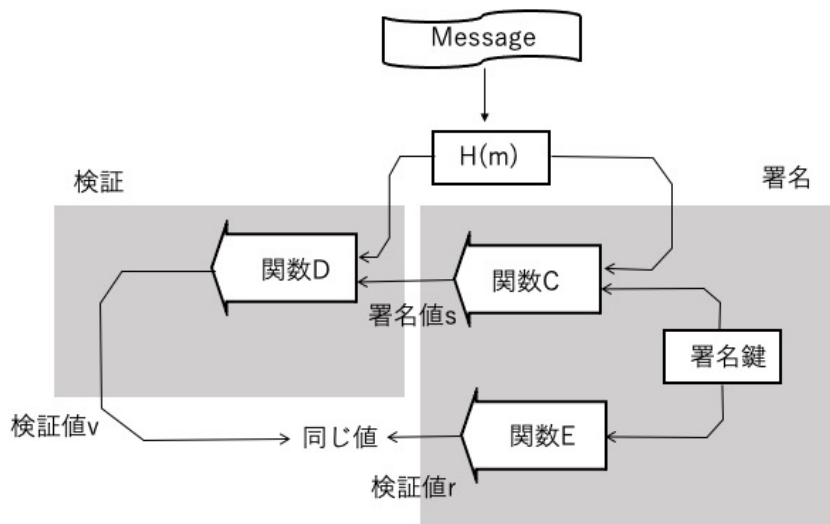 Message
H(m)
検証
署名
関数D
関数C
署名値s
署名鍵
検証値v
同じ値
関数E
検証値r